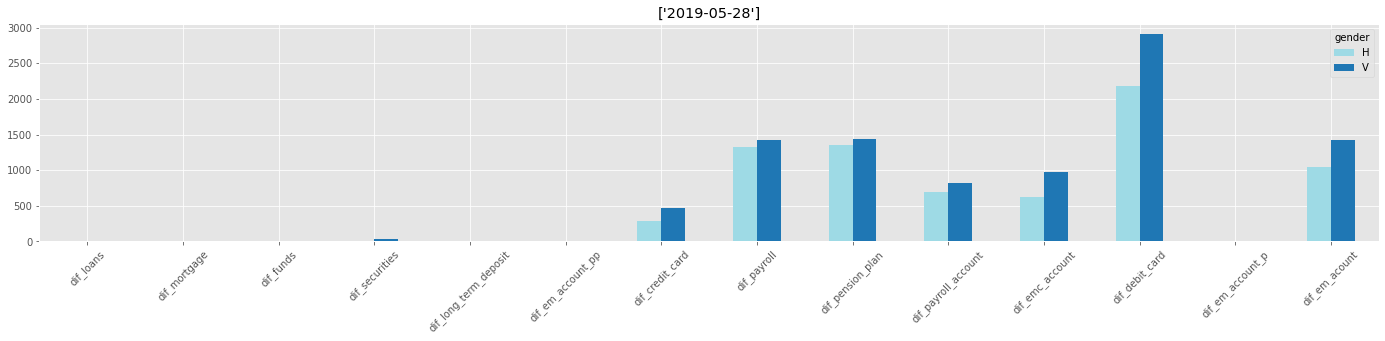 ['2019-05-28']
3000
2500
2000
1500
1000
500
0
gender
H
V
dif_loans
dif_mortgage
dif_funds
dif_securities
dif_long_term_deposit
dif_em_account_pp
dif_credit_card
dif_payroll
dif_pension_plan
dif_payroll_account
dif_emc_account
dif_debit_card
dif_em_account_p
dif_em_acount